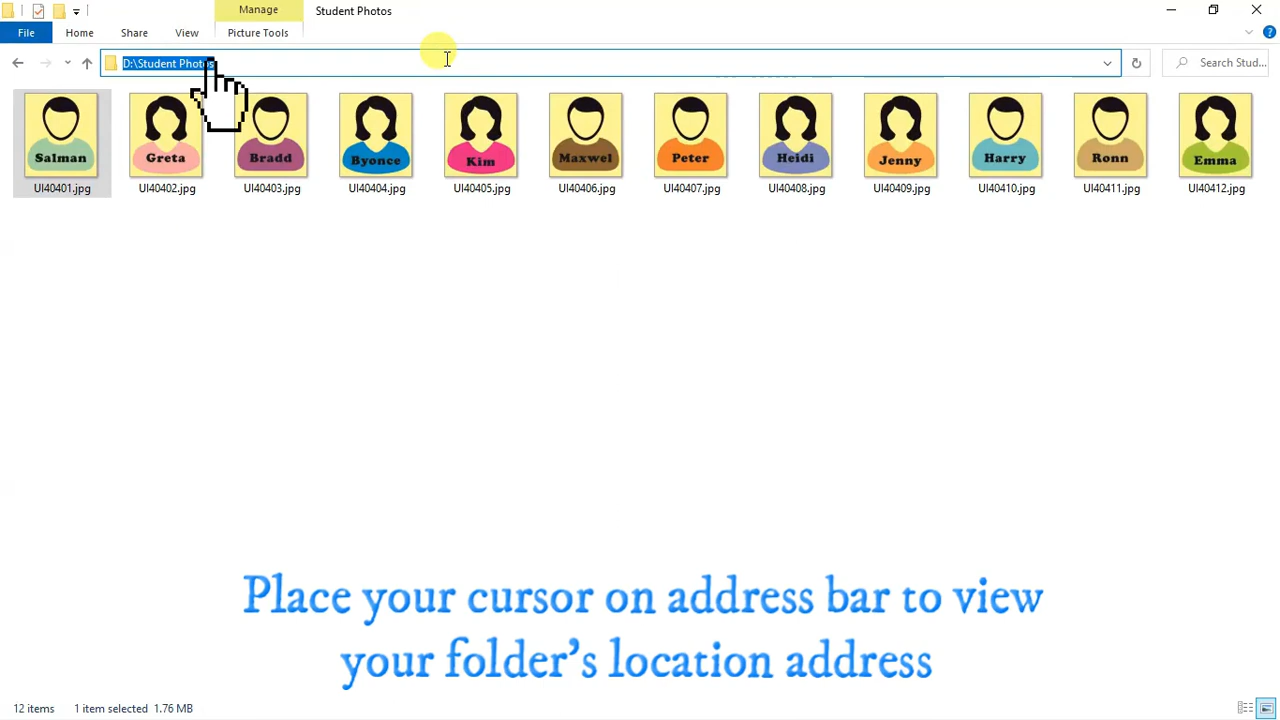 Manage
Student Photos
File
Home
Share
View
Picture Tools
D:\Student Photos
Search Stud...
Salman
Greta
Bradd
Byonce
Kim
Maxwel
Peter
Heidi
Jenny
Harry
Ronn
Emma
UI40401.jpg
UI40402.jpg
UI40403.jpg
UI40404.jpg
UI40405.jpg
UI40406.jpg
UI40407.jpg
UI40408.jpg
UI40409.jpg
UI40410.jpg
UI40411.jpg
UI40412.jpg
Place your cursor on address bar to view
your folder's location address
12 items
1 item selected 1.76 MB